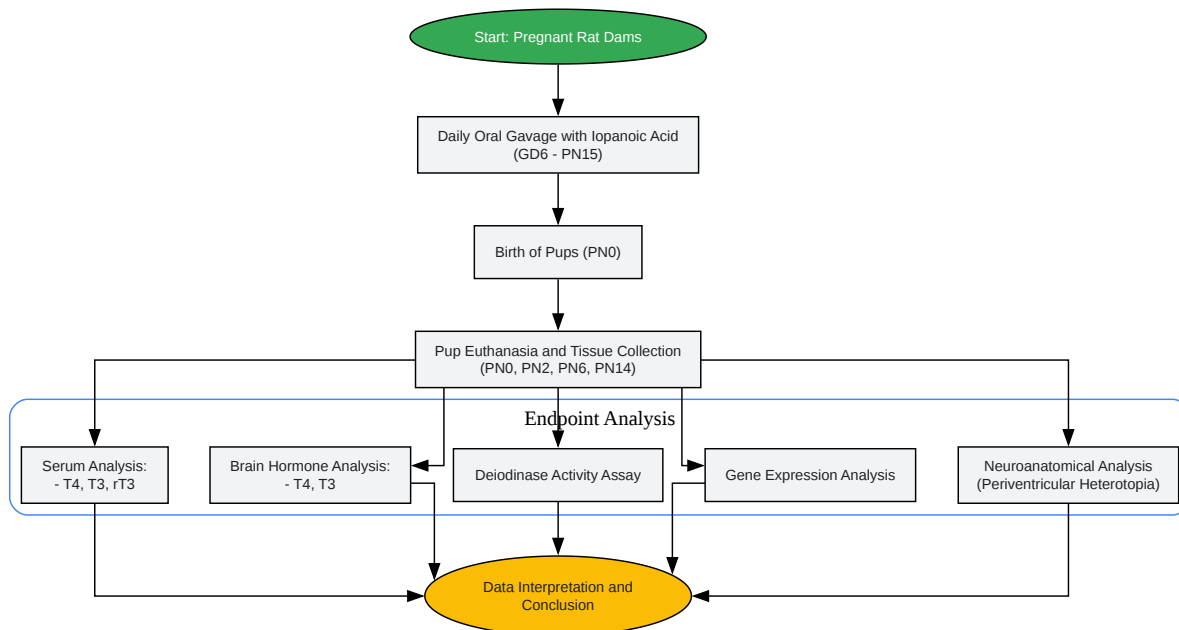 Start: Pregnant Rat Dams
Daily Oral Gavage with Iopanoic Acid
(GD6 - PN15)
Birth of Pups (PN0)
Pup Euthanasia and Tissue Collection
(PN0, PN2, PN6, PN14)
Endpoint Analysis
Serum Analysis:
- T4, T3, rT3
Brain Hormone Analysis:
- T4, T3
Deiodinase Activity Assay
Gene Expression Analysis
Neuroanatomical Analysis
(Periventricular Heterotopia)
Data Interpretation and
Conclusion